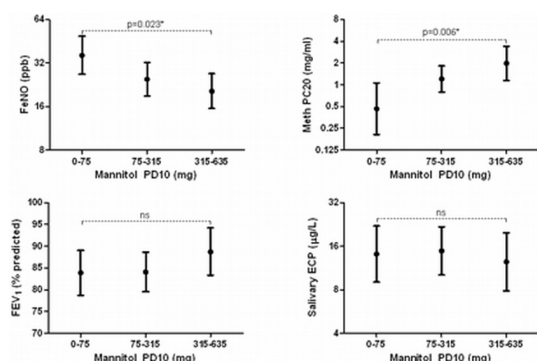 p=0.023*
FeNO (ppb)
64
32
16
8
0-75 75-315 315-635
Mannitol PD10 (mg)
p=0.006*
Meth PC20 (mg/ml)
4
2
1
0.5
0.25
0.125
0-75 75-315 315-635
Mannitol PD10 (mg)
ns
FEV₁ (% predicted)
100
95
90
85
80
75
70
0-75 75-315 315-635
Mannitol PD10 (mg)
ns
Salivary ECP (µg/L)
32
16
8
4
0-75 75-315 315-635
Mannitol PD10 (mg)